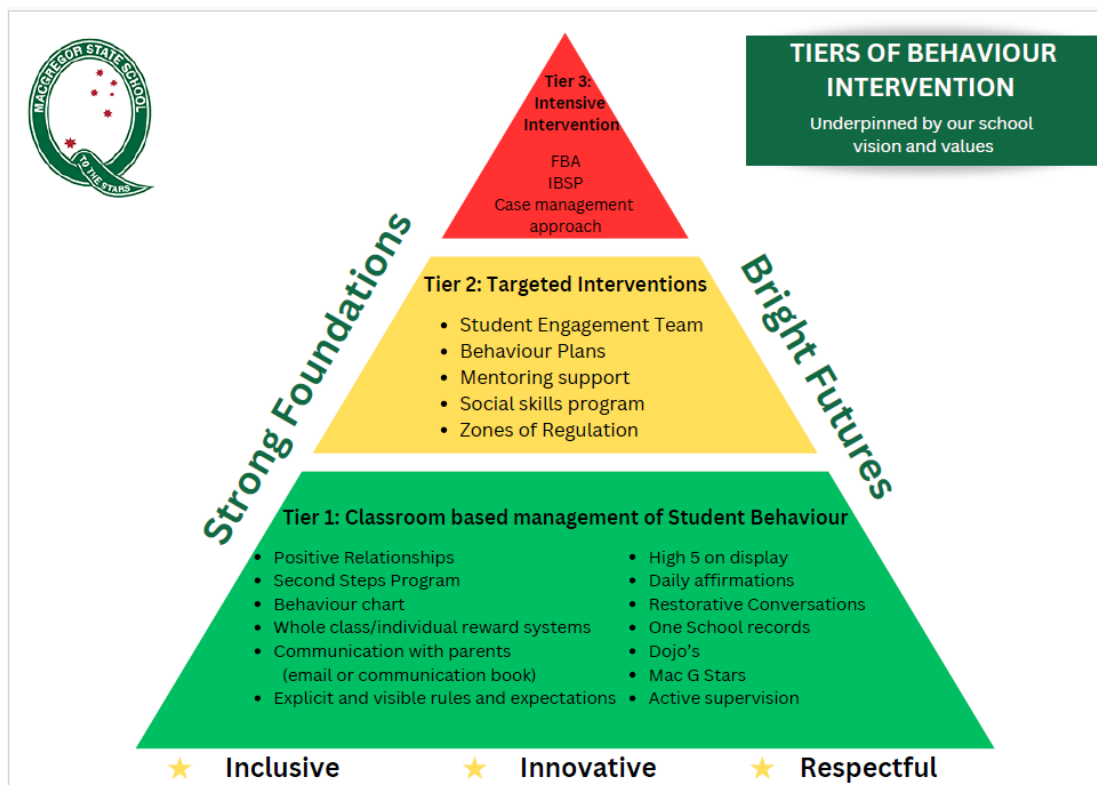 MACGREGOR STATE SCHOOL
TO THE STARS
TIERS OF BEHAVIOUR
INTERVENTION
Underpinned by our school
vision and values
Strong Foundations
Bright Futures
Tier 3:
Intensive
Intervention
FBA
IBSP
Case management
approach
Tier 2: Targeted Interventions
• Student Engagement Team
• Behaviour Plans
• Mentoring support
• Social skills program
• Zones of Regulation
Tier 1: Classroom based management of Student Behaviour
• Positive Relationships
• Second Steps Program
• Behaviour chart
• Whole class/individual reward systems
• Communication with parents
(email or communication book)
• Explicit and visible rules and expectations
• High 5 on display
• Daily affirmations
• Restorative Conversations
• One School records
• Dojo's
• Mac G Stars
• Active supervision
Inclusive
Innovative
Respectful